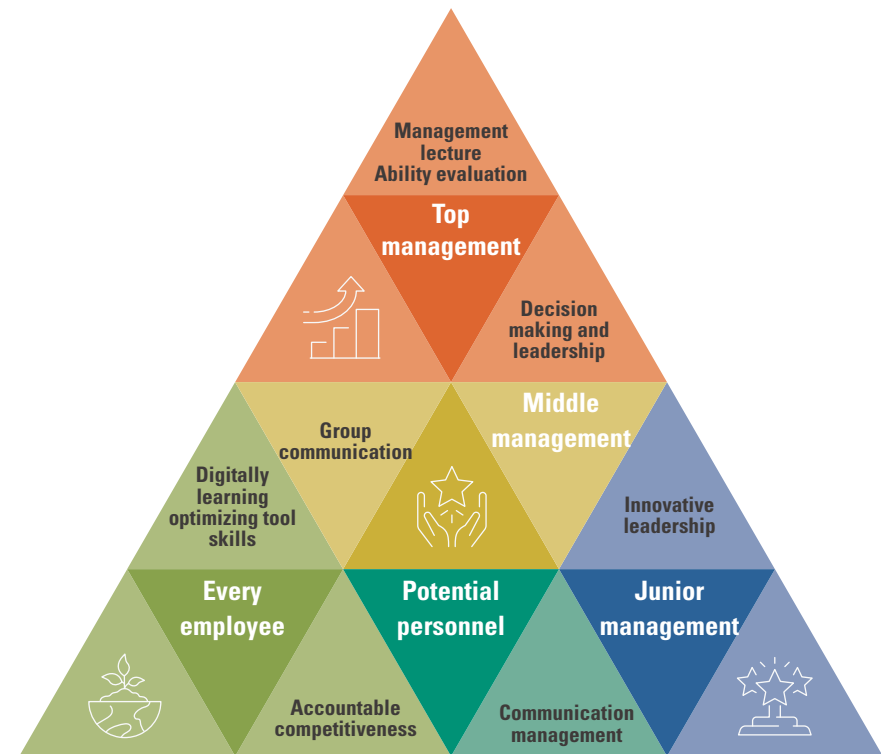 Management
lecture
Ability evaluation
Top
management
Decision
making and
leadership
Group
communication
Middle
management
Digitally
learning
optimizing tool
skills
Innovative
leadership
Every
employee
Potential
personnel
Junior
management
Accountable
competitiveness
Communication
management